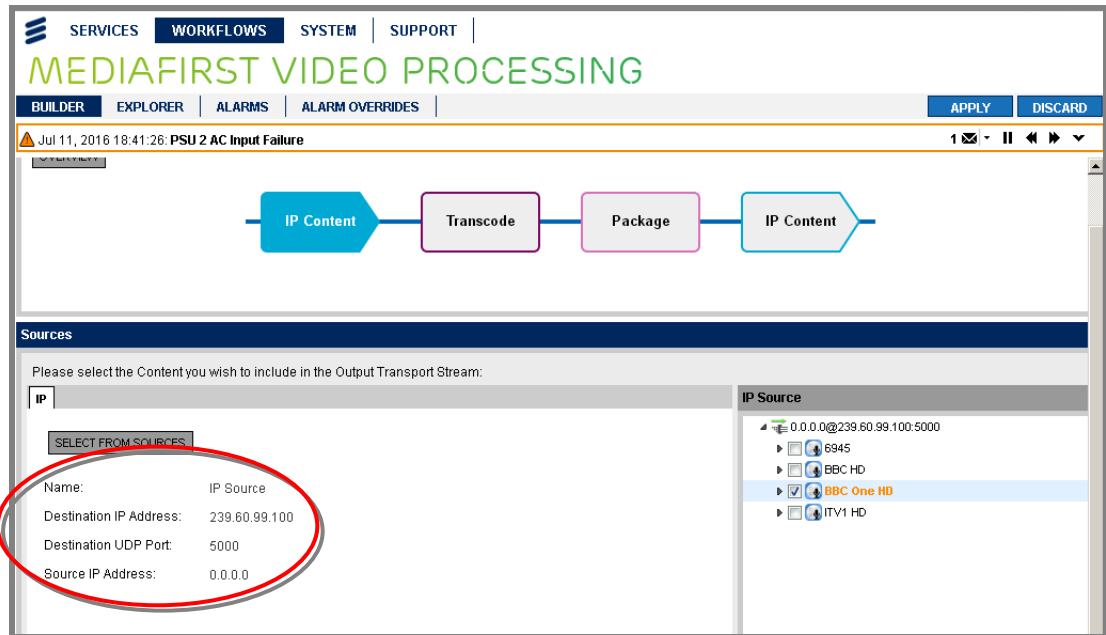 SERVICES WORKFLOWS SYSTEM SUPPORT
MEDIAFIRST VIDEO PROCESSING
BUILDER EXPLORER ALARMS ALARM OVERRIDES APPLY DISCARD
Jul 11, 2016 18:41:26: PSU 2 AC Input Failure 1
OVERVIEW
IP Content Transcode Package IP Content
Sources
Please select the Content you wish to include in the Output Transport Stream:
IP
SELECT FROM SOURCES
Name: IP Source
Destination IP Address: 239.60.99.100
Destination UDP Port: 5000
Source IP Address: 0.0.0.0
IP Source
0.0.0.0@239.60.99.100:5000
6945
BBC HD
BBC One HD
ITV1 HD